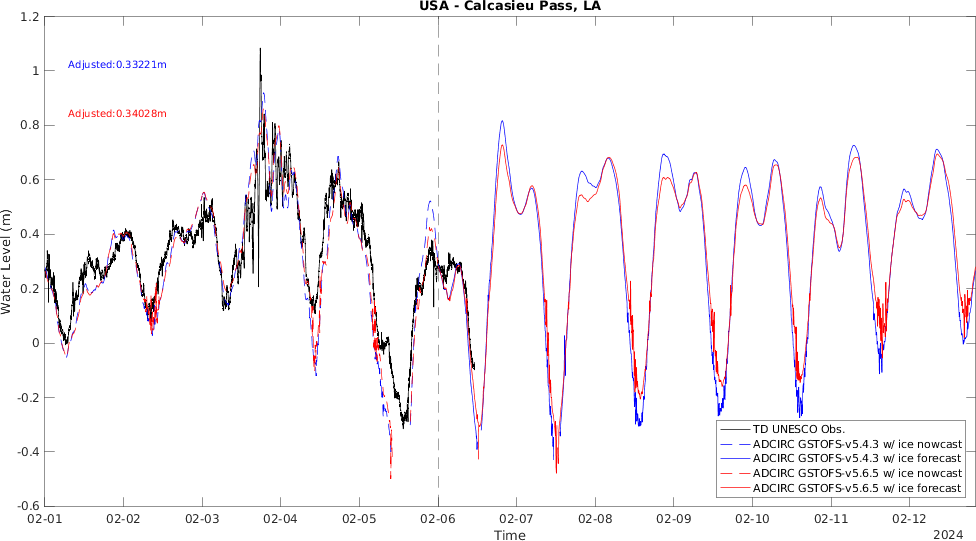 USA - Calcasieu Pass, LA
1.2
1
0.8
0.6
0.4
0.2
0
-0.2
-0.4
-0.6
Water Level (m)
Adjusted:0.33221m
Adjusted:0.34028m
TD UNESCO Obs.
ADCIRC GSTOFS-v5.4.3 w/ ice nowcast
ADCIRC GSTOFS-v5.4.3 w/ ice forecast
ADCIRC GSTOFS-v5.6.5 w/ ice nowcast
ADCIRC GSTOFS-v5.6.5 w/ ice forecast
02-01 02-02 02-03 02-04 02-05 02-06 02-07 02-08 02-09 02-10 02-11 02-12
Time
2024